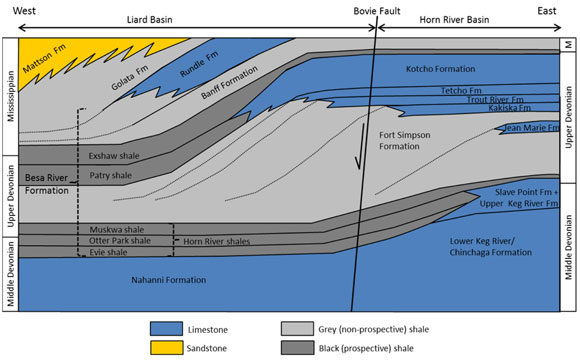 West
Liard Basin
Bovie Fault
Horn River Basin
East
Mississippian
Upper Devonian
Middle Devonian
Mattson Fm
Golata Fm
Rundle Fm
Banff Formation
Exshaw shale
Besa River
Formation
Patry shale
Muskwa shale
Otter Park shale
Evie shale
Horn River shales
Nahanni Formation
Kotcho Formation
Tetcho Fm
Trout River Fm
Kakiska Fm
Jean Marie Fm
Fort Simpson
Formation
Slave Point Fm +
Upper Keg River Fm
Lower Keg River/
Chinchaga Formation
M
Upper Devonian
Middle Devonian
Limestone
Sandstone
Grey (non-prospective) shale
Black (prospective) shale